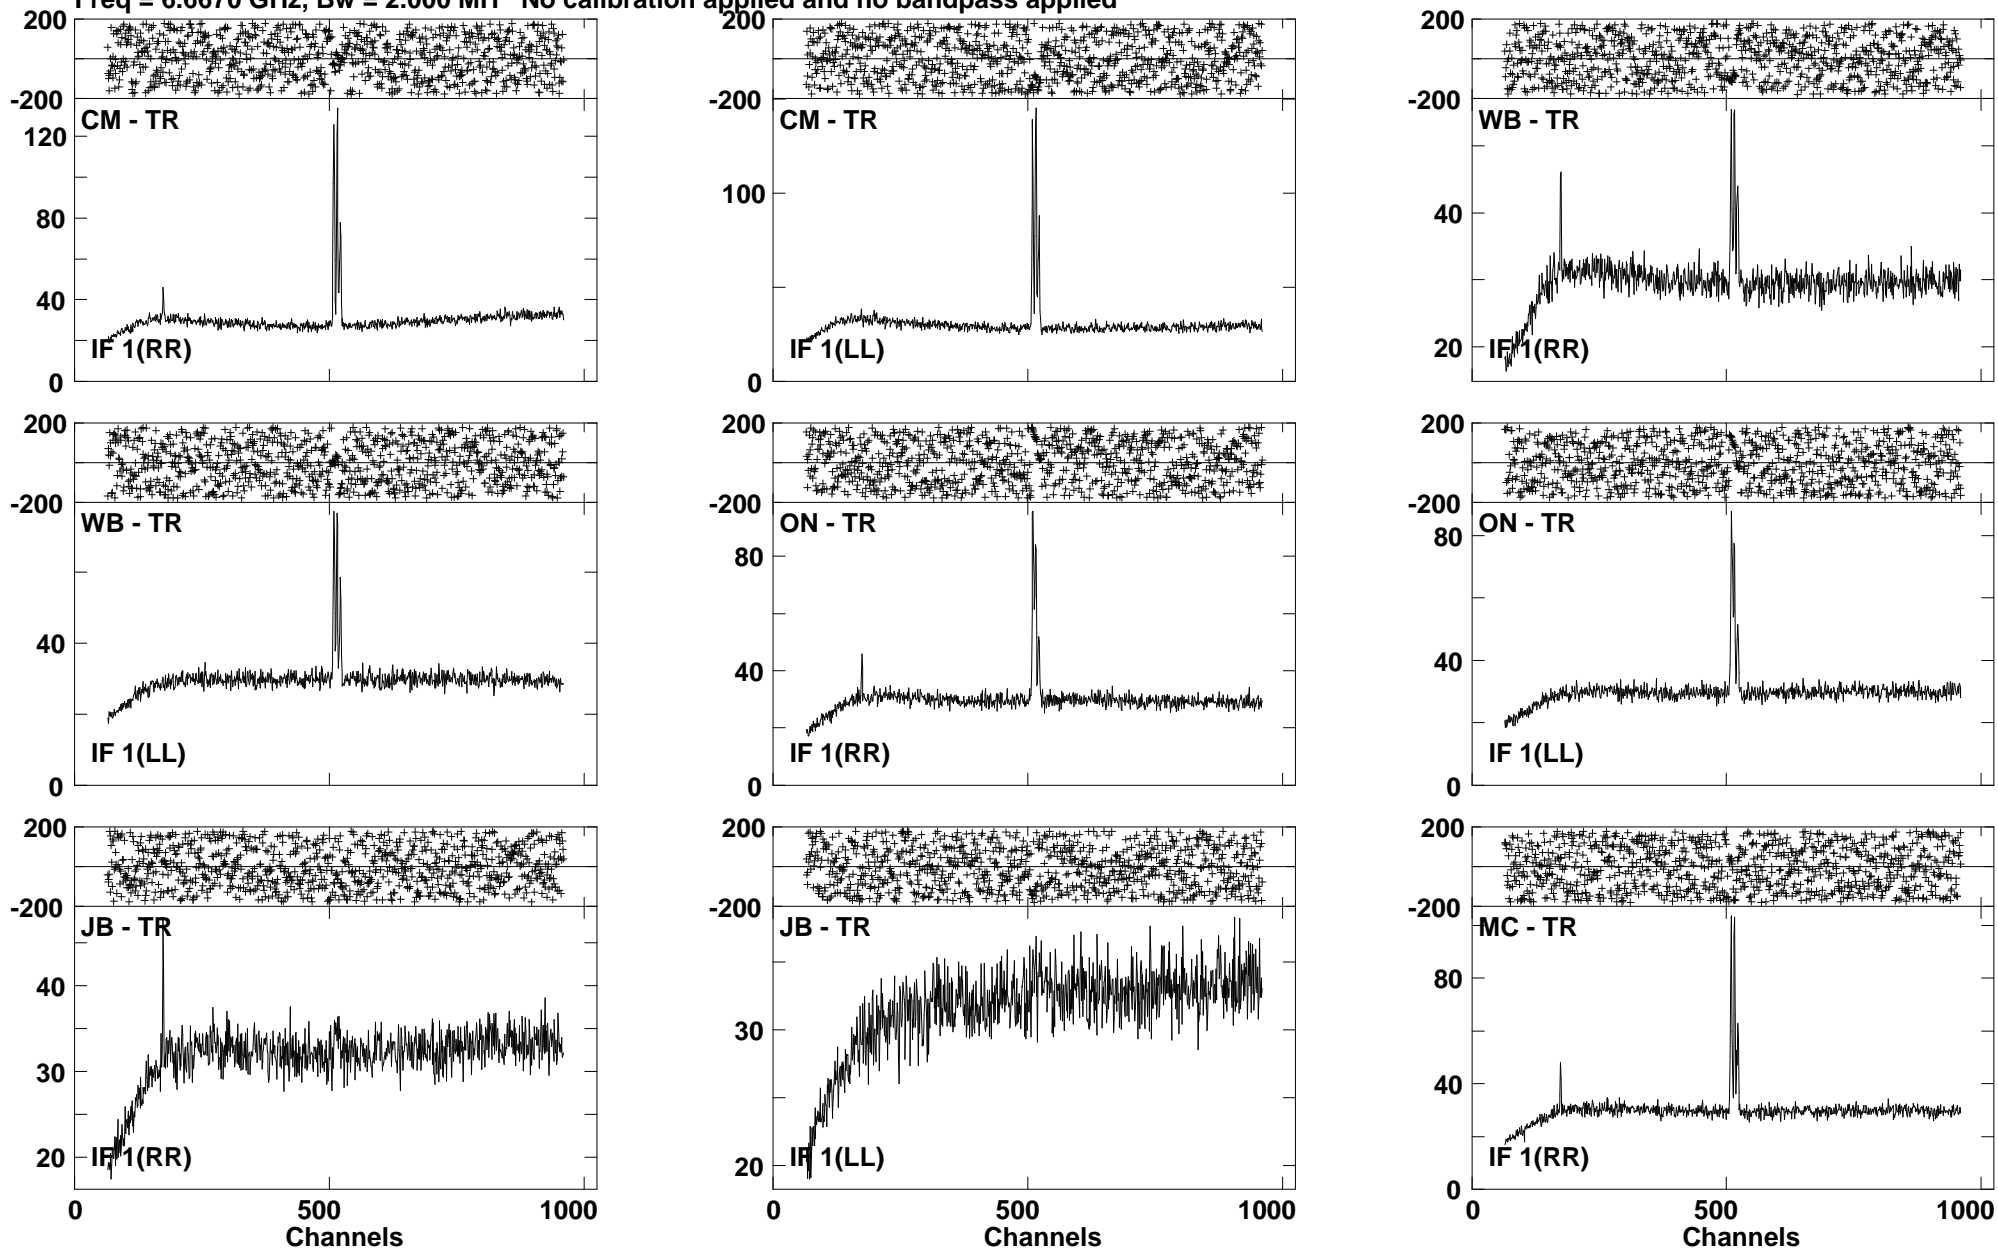 Freq = 6.6670 GHz, Bw = 2.000 MH No calibration applied and no bandpass applied
200
-200
CM - TR
120
80
40
0
IF 1(RR)
200
-200
CM - TR
100
0
IF 1(LL)
200
-200
WB - TR
40
20
IF 1(RR)
200
-200
WB - TR
40
0
IF 1(LL)
200
-200
ON - TR
80
40
0
IF 1(RR)
200
-200
ON - TR
80
40
0
IF 1(LL)
200
-200
JB - TR
40
30
20
IF 1(RR)
0 500 1000
Channels
200
-200
JB - TR
30
20
IF 1(LL)
0 500 1000
Channels
200
-200
MC - TR
80
40
0
IF 1(RR)
0 500 1000
Channels